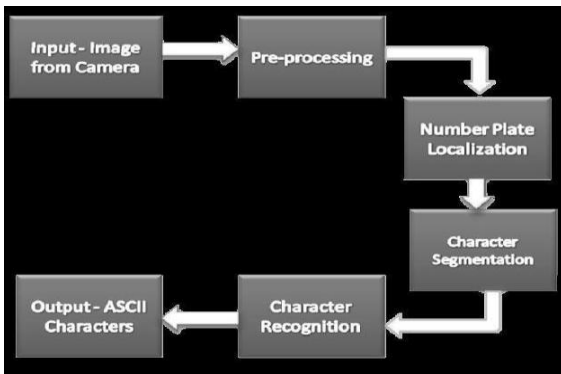 Input - Image
from Camera
Pre-processing
Number Plate
Localization
Character
Segmentation
Character
Recognition
Output - ASCII
Characters